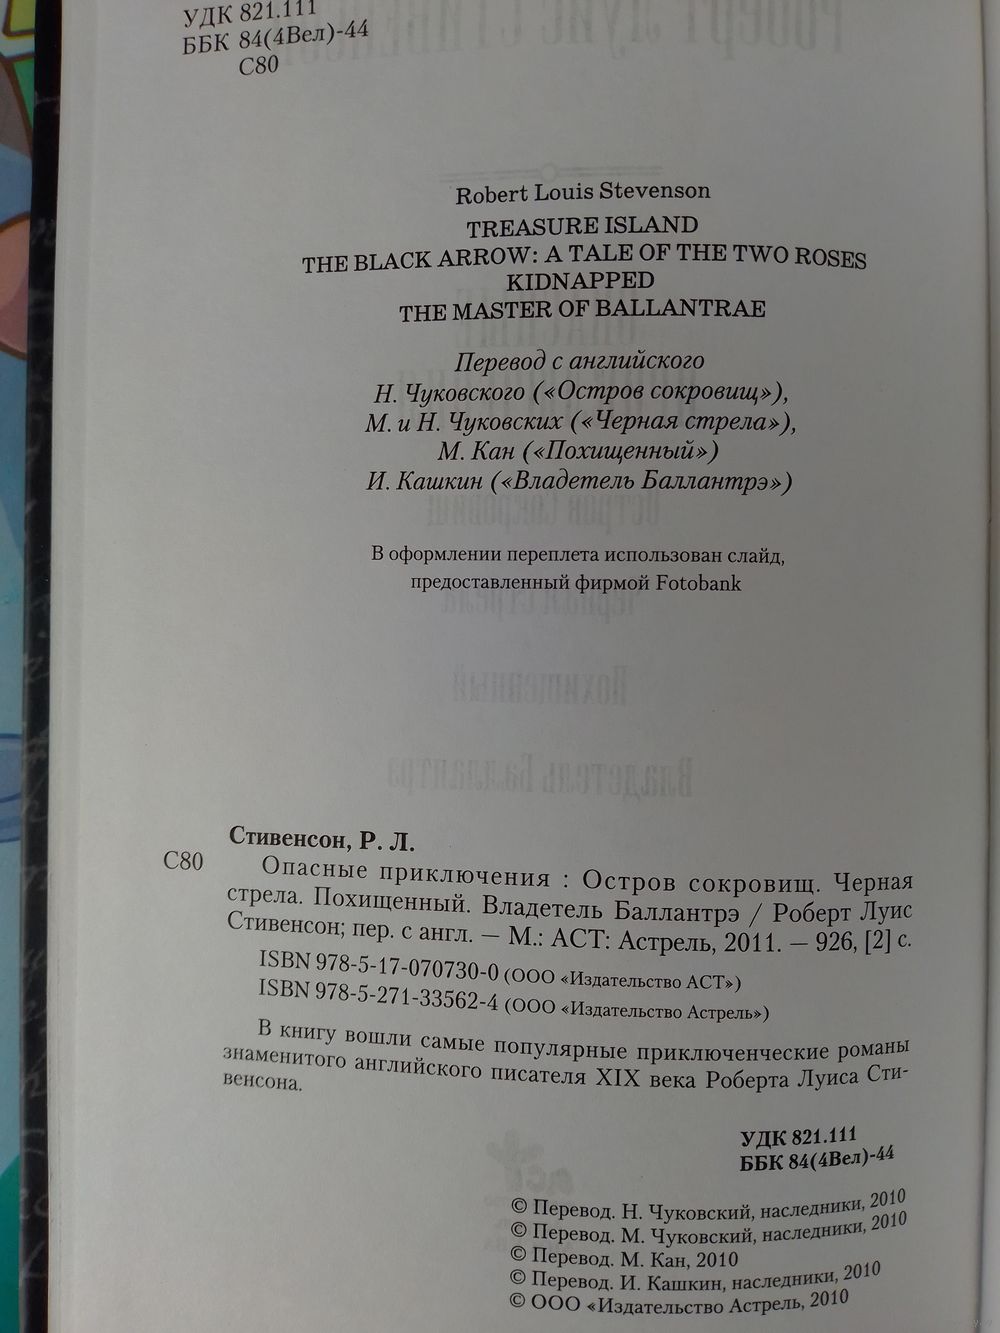 УДК 821.111
ББК 84(4Вел)-44
С80
Robert Louis Stevenson
TREASURE ISLAND
THE BLACK ARROW: A TALE OF THE TWO ROSES
KIDNAPPED
THE MASTER OF BALLANTRAE
Перевод с английского
Н. Чуковского («Остров сокровищ»),
М. и Н. Чуковских («Черная стрела»),
М. Кан («Похищенный»)
И. Кашкин («Владетель Баллантрэ»)
В оформлении переплета использован слайд,
предоставленный фирмой Fotobank
Стивенсон, Р. Л.
С80 Опасные приключения : Остров сокровищ. Черная
стрела. Похищенный. Владетель Баллантрэ / Роберт Луис
Стивенсон; пер. с англ. — М.: АСТ: Астрель, 2011. — 926, [2] с.
ISBN 978-5-17-070730-0 (ООО «Издательство АСТ»)
ISBN 978-5-271-33562-4 (ООО «Издательство Астрель»)
В книгу вошли самые популярные приключенческие романы
знаменитого английского писателя XIX века Роберта Луиса Сти-
венсона.
УДК 821.111
ББК 84(4Вел)-44
© Перевод. Н. Чуковский, наследники, 2010
© Перевод. М. Чуковский, наследники, 2010
© Перевод. М. Кан, 2010
© Перевод. И. Кашкин, наследники, 2010
© ООО «Издательство Астрель, 2010